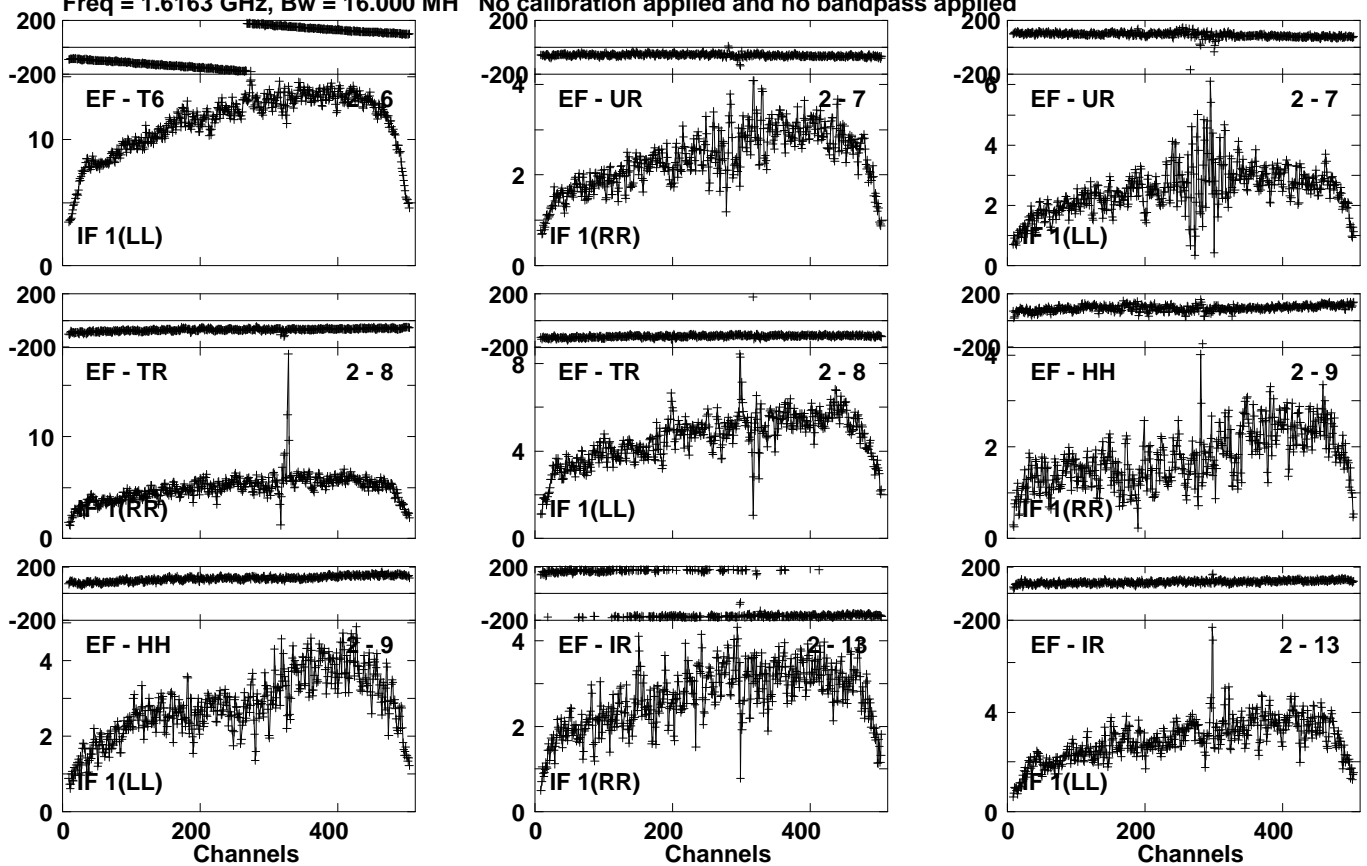 Freq = 1.6163 GHz, Bw = 16.000 MH No calibration applied and no bandpass applied
200
-200
10
0
EF - T6 2 - 6
IF 1(LL)
4
2
0
EF - UR 2 - 7
IF 1(RR)
200
-200
6
4
2
0
EF - UR 2 - 7
IF 1(LL)
200
-200
10
0
EF - TR 2 - 8
IF 1(RR)
8
4
0
EF - TR 2 - 8
IF 1(LL)
200
-200
4
2
0
EF - HH 2 - 9
IF 1(RR)
200
-200
4
2
0
EF - HH 2 - 9
IF 1(LL)
4
2
0
EF - IR 2 - 13
IF 1(RR)
200
-200
4
0
EF - IR 2 - 13
IF 1(LL)
0 200 400
Channels
0 200 400
Channels
0 200 400
Channels